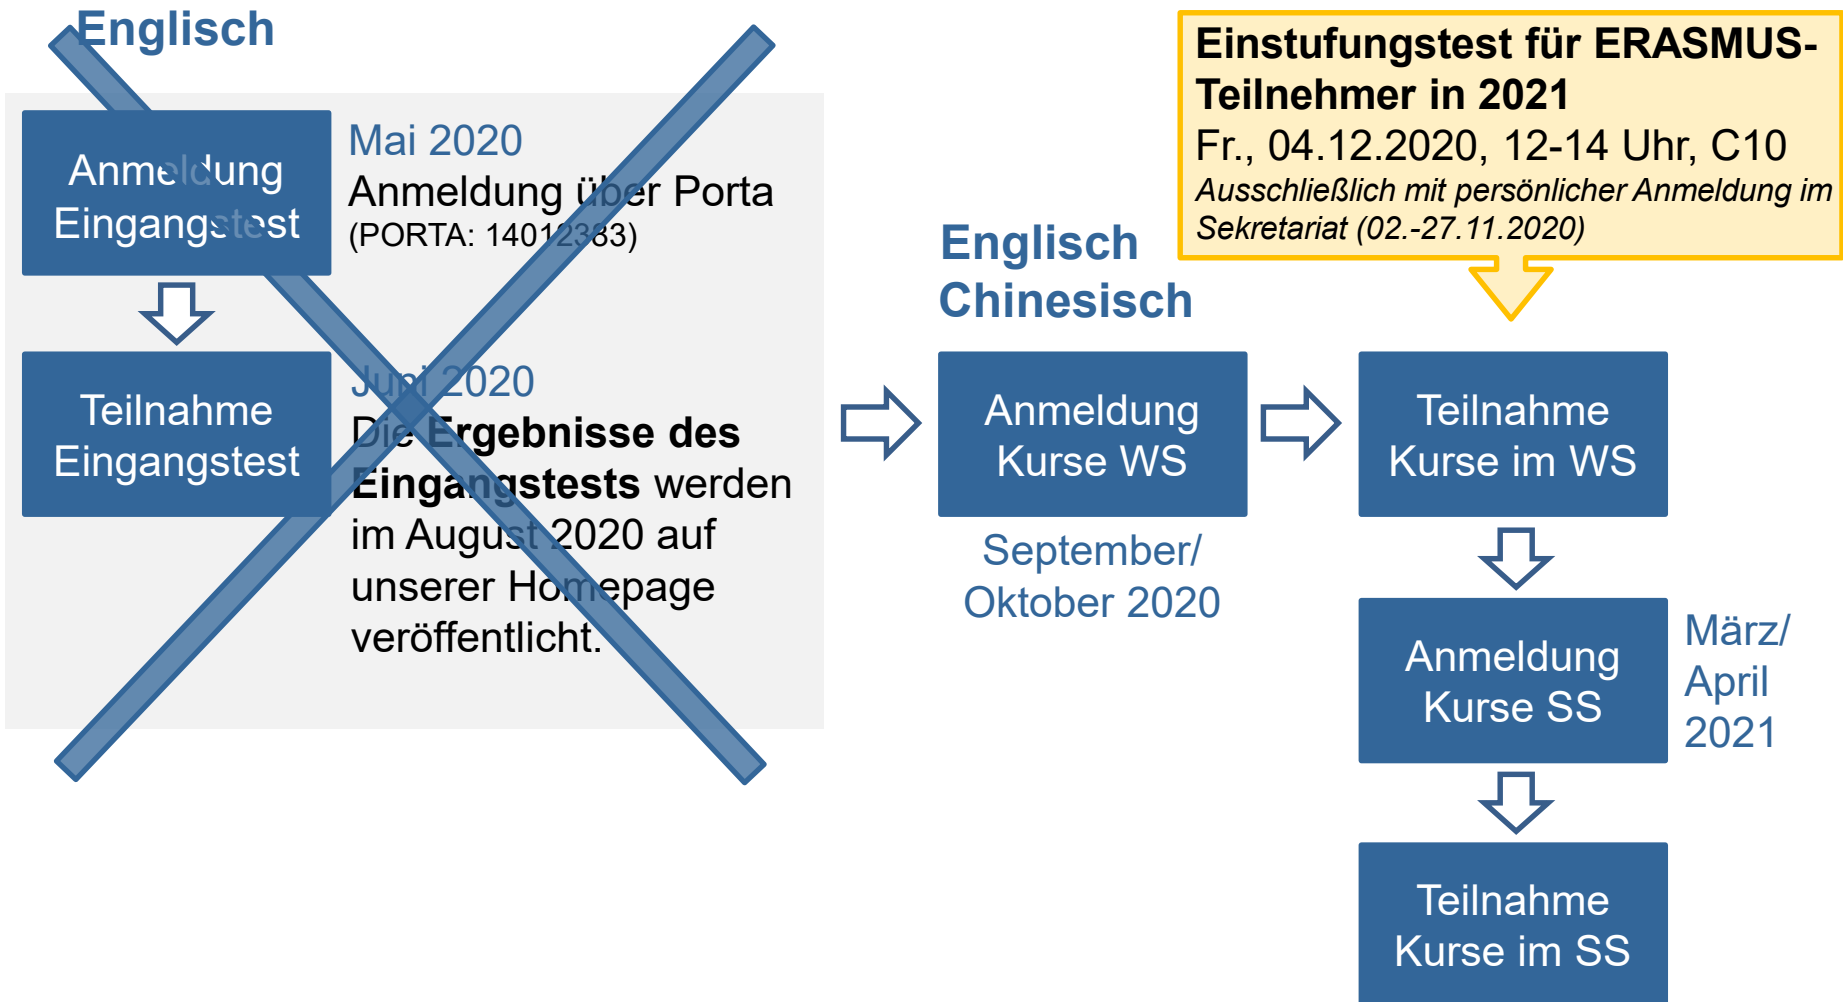 Englisch
Anmeldung
Eingangstest
Mai 2020
Anmeldung über Porta
(PORTA: 14012383)
Teilnahme
Eingangstest
Juni 2020
Die Ergebnisse des
Eingangstests werden
im August 2020 auf
unserer Homepage
veröffentlicht.
Englisch
Chinesisch
Anmeldung
Kurse WS
September/
Oktober 2020
Einstufungstest für ERASMUS-
Teilnehmer in 2021
Fr., 04.12.2020, 12-14 Uhr, C10
Ausschließlich mit persönlicher Anmeldung im
Sekretariat (02.-27.11.2020)
Teilnahme
Kurse im WS
Anmeldung
Kurse SS
März/
April
2021
Teilnahme
Kurse im SS